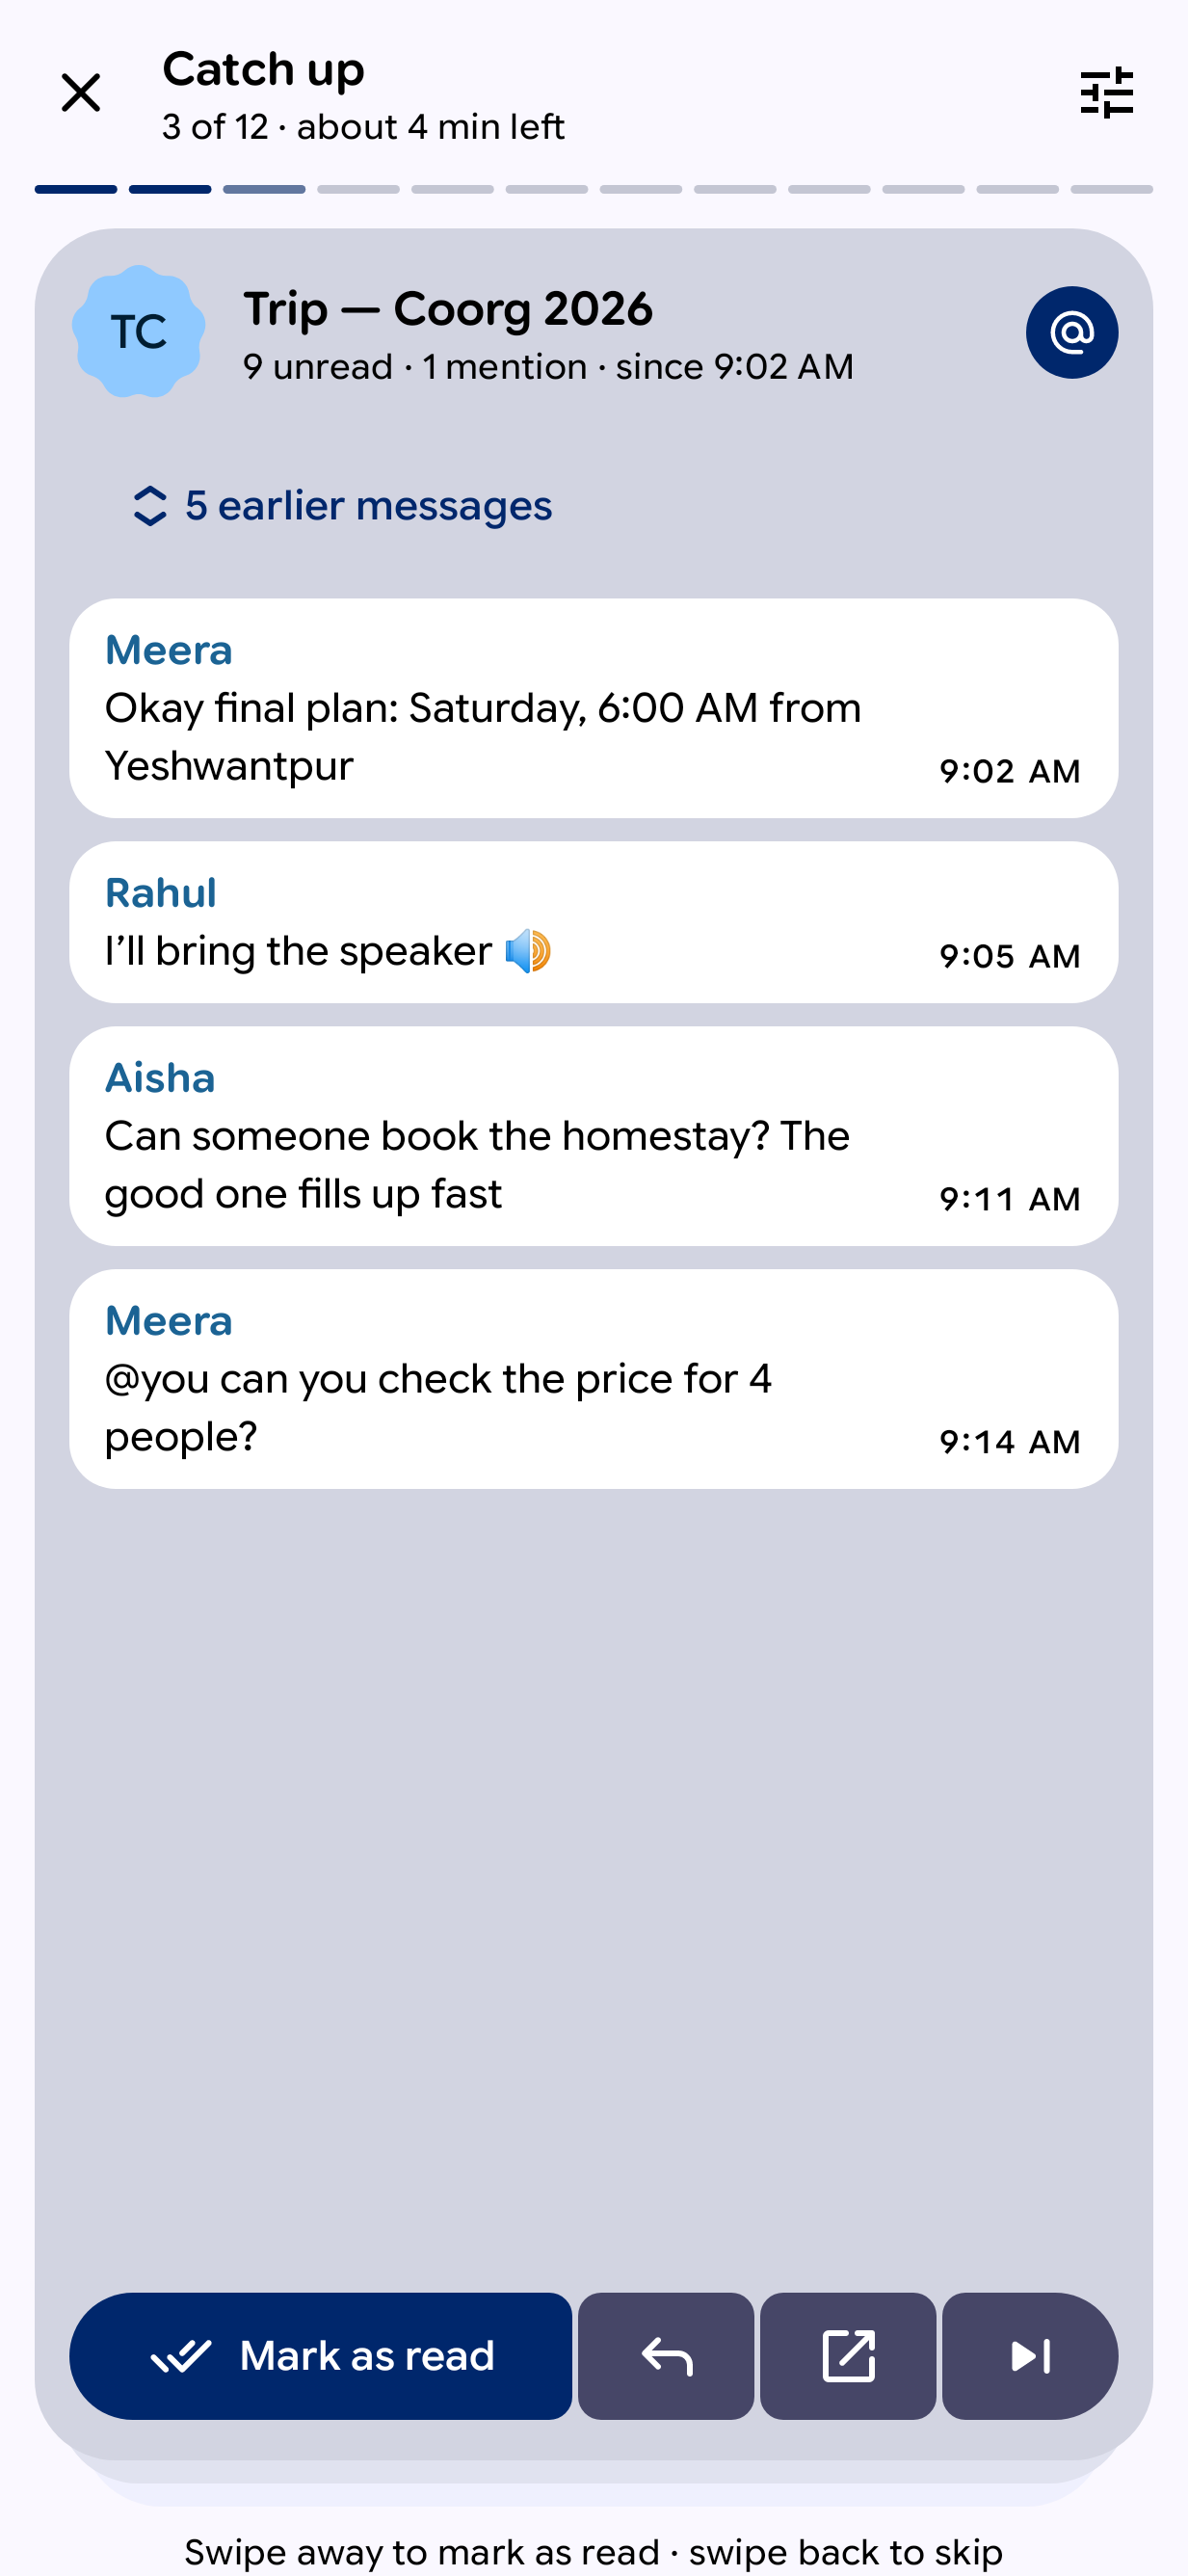 Catch up
3 of 12 · about 4 min left
TC
Trip — Coorg 2026
9 unread · 1 mention · since 9:02 AM
@
5 earlier messages
Meera
Okay final plan: Saturday, 6:00 AM from
Yeshwantpur
9:02 AM
Rahul
I’ll bring the speaker 🔊
9:05 AM
Aisha
Can someone book the homestay? The
good one fills up fast
9:11 AM
Meera
@you can you check the price for 4
people?
9:14 AM
Mark as read
Swipe away to mark as read · swipe back to skip